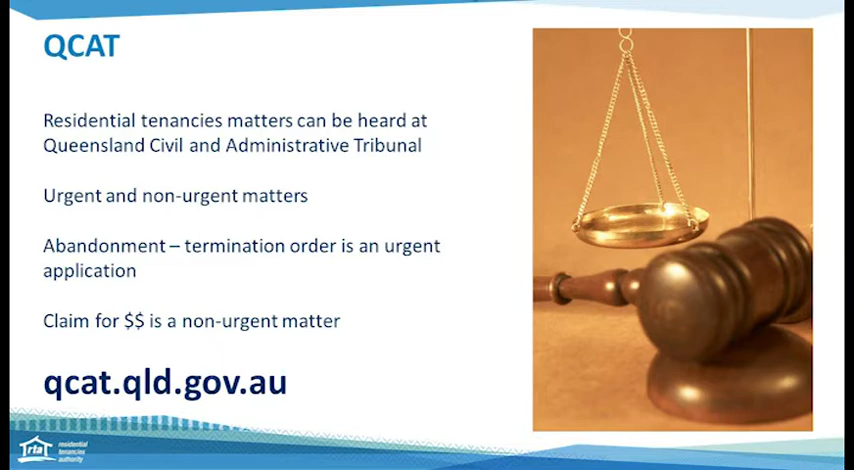 QCAT
Residential tenancies matters can be heard at
Queensland Civil and Administrative Tribunal
Urgent and non-urgent matters
Abandonment – termination order is an urgent
application
Claim for $$ is a non-urgent matter
qcat.qld.gov.au
rta
residential
tenancies
authority